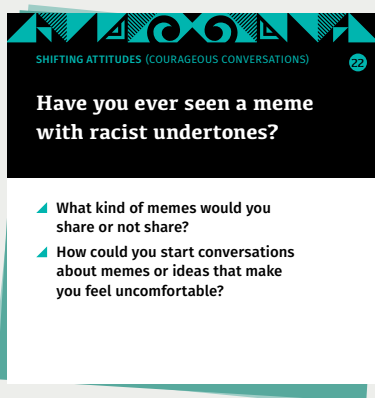 SHIFTING ATTITUDES (COURAGEOUS CONVERSATIONS)
22
Have you ever seen a meme
with racist undertones?
What kind of memes would you
share or not share?
How could you start conversations
about memes or ideas that make
you feel uncomfortable?